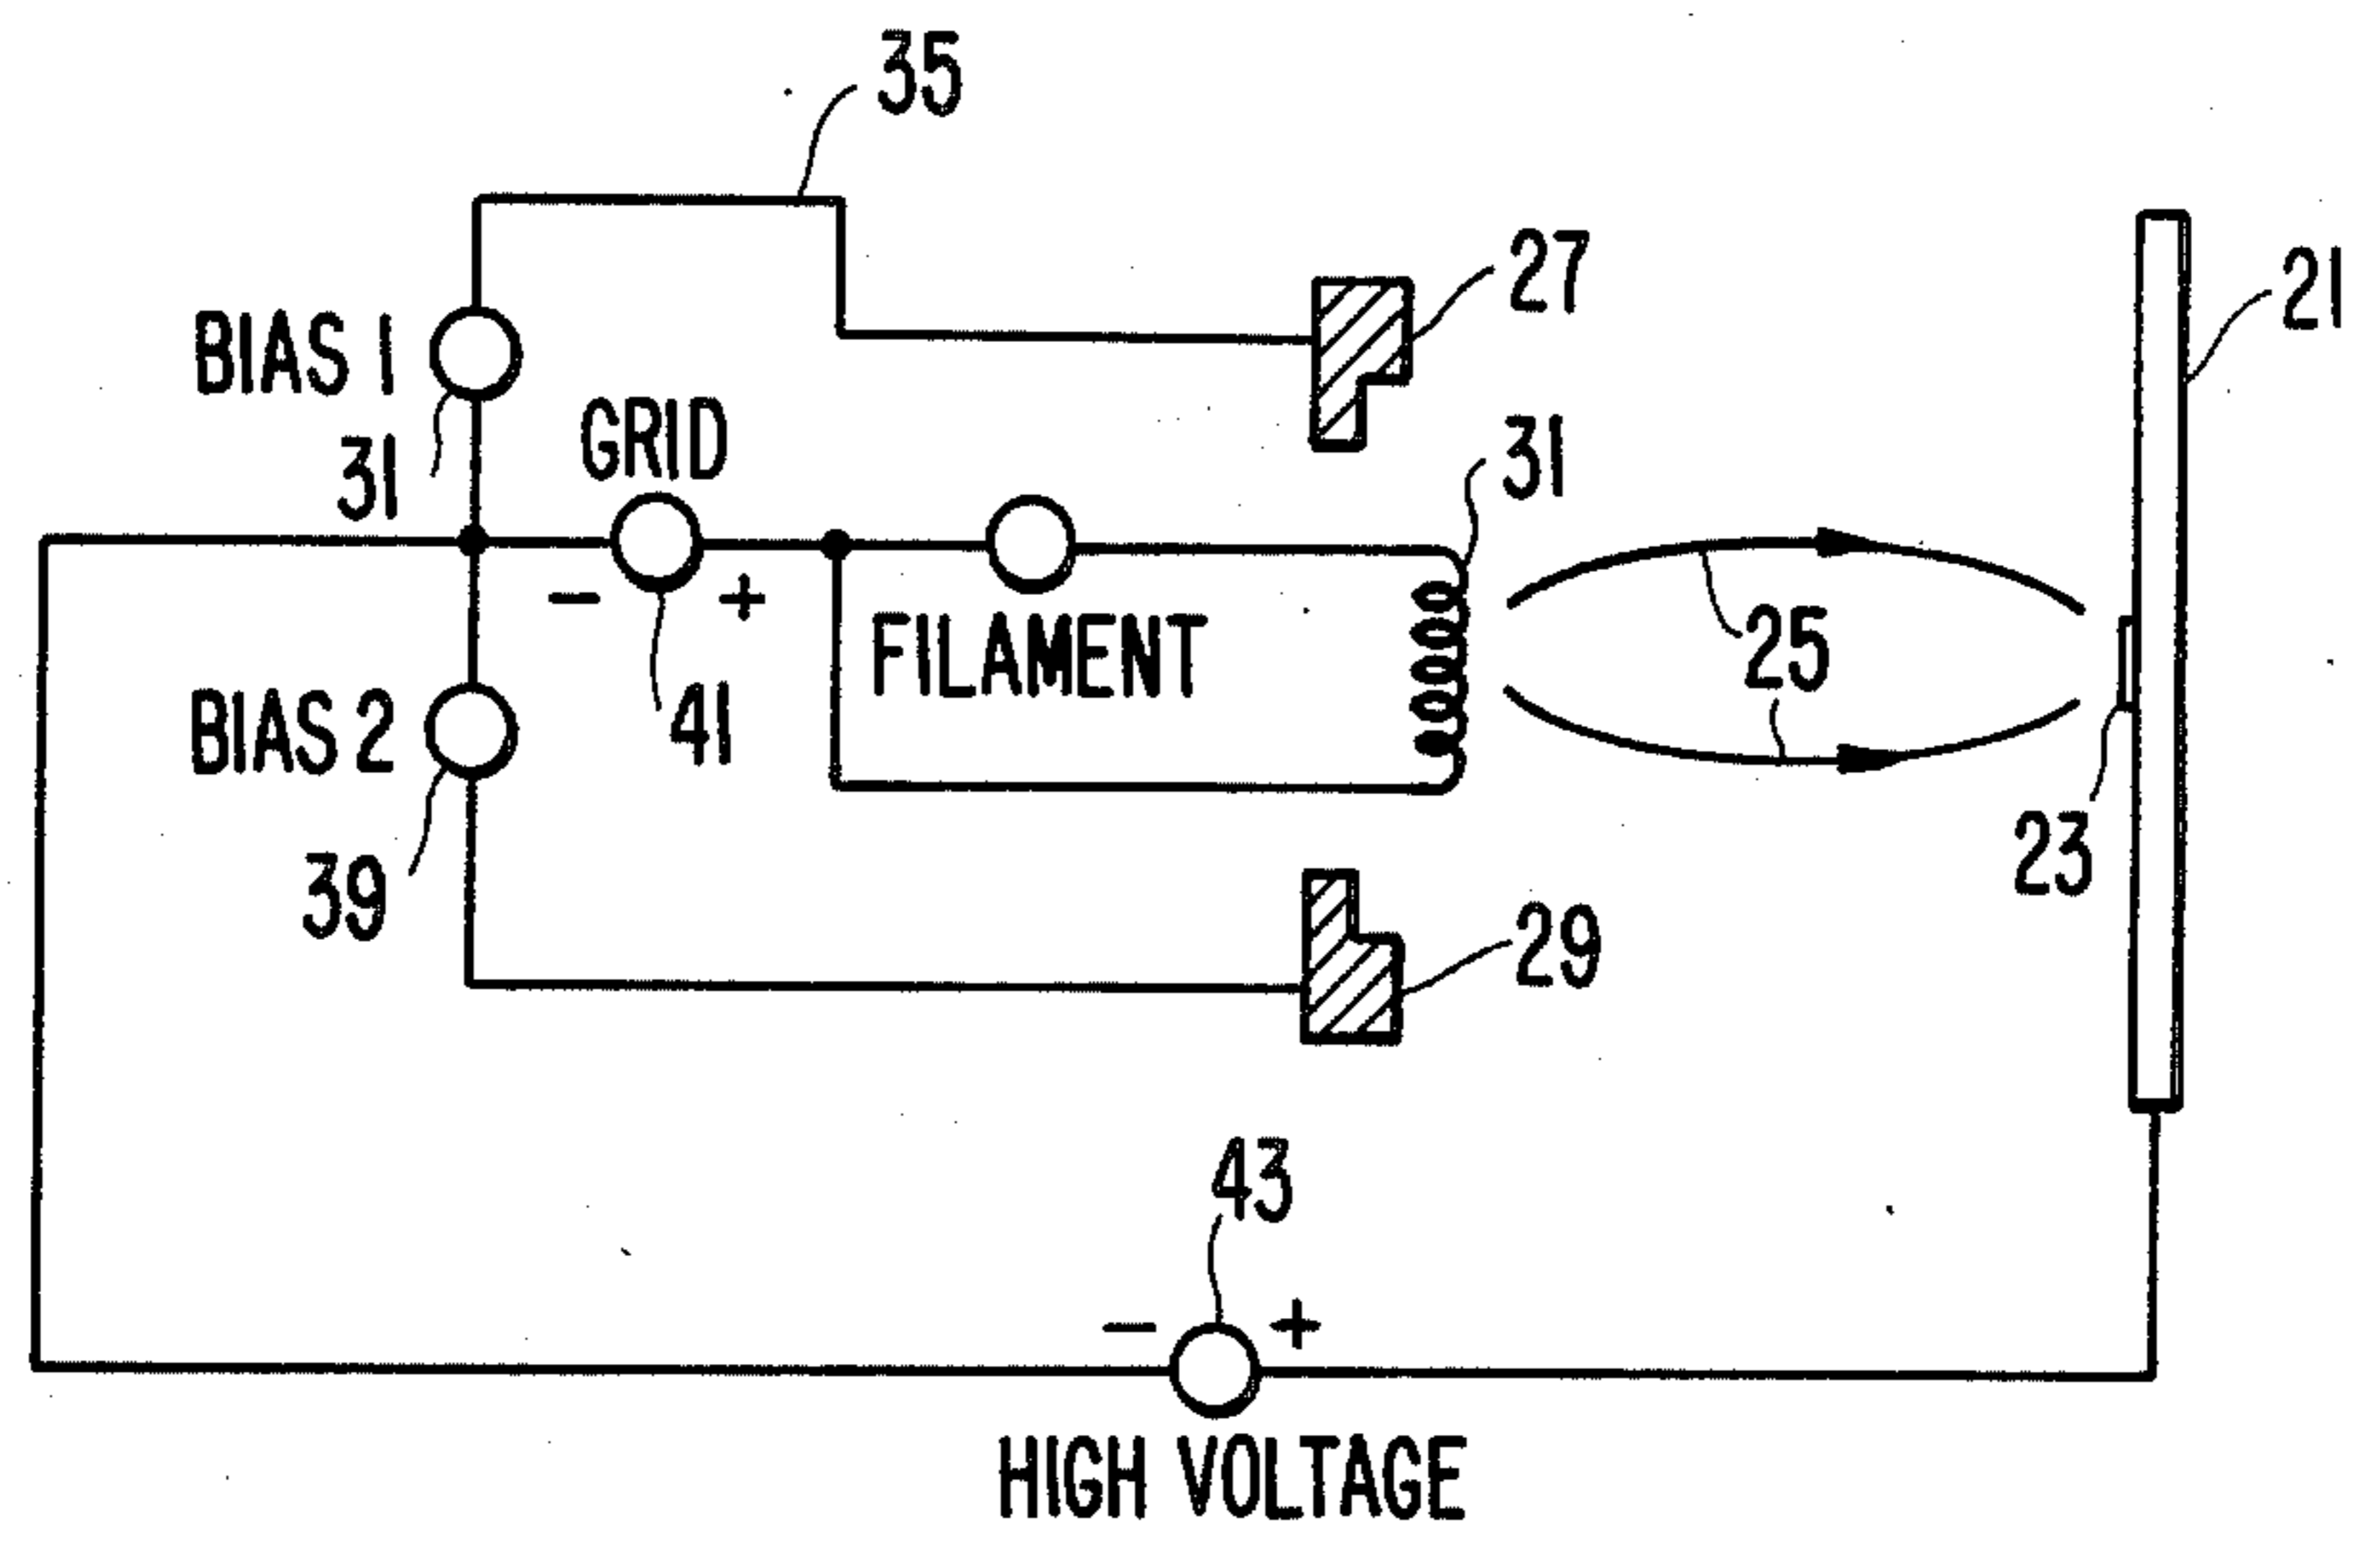 35
27
21
BIAS 1
GRID
31
31
- +
FILAMENT
25
BIAS 2
41
23
39
29
43
- +
HIGH VOLTAGE